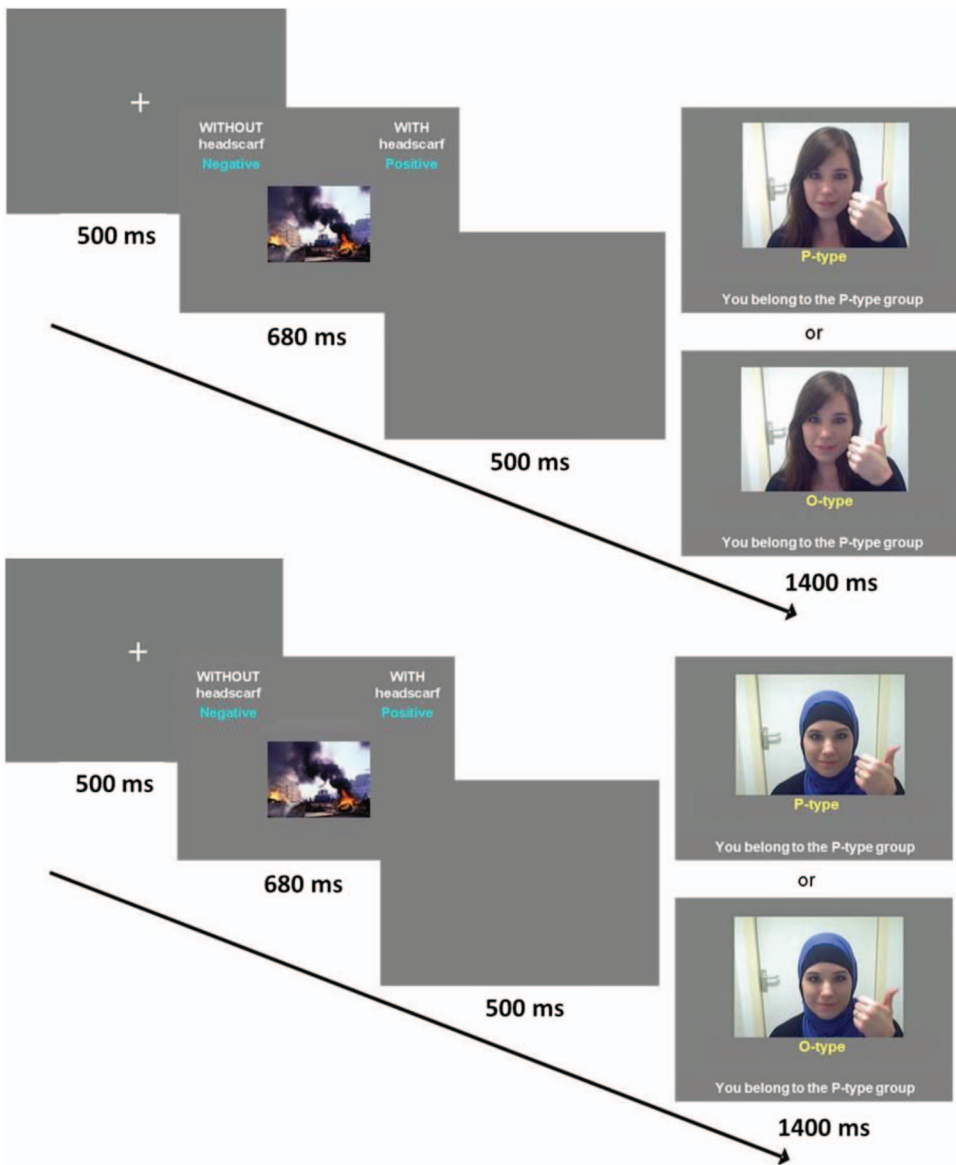 WITHOUT
headscarf
Negative
WITH
headscarf
Positive
500 ms
680 ms
500 ms
P-type
You belong to the P-type group
or
O-type
You belong to the P-type group
1400 ms
WITHOUT
headscarf
Negative
WITH
headscarf
Positive
500 ms
680 ms
500 ms
P-type
You belong to the P-type group
or
O-type
You belong to the P-type group
1400 ms